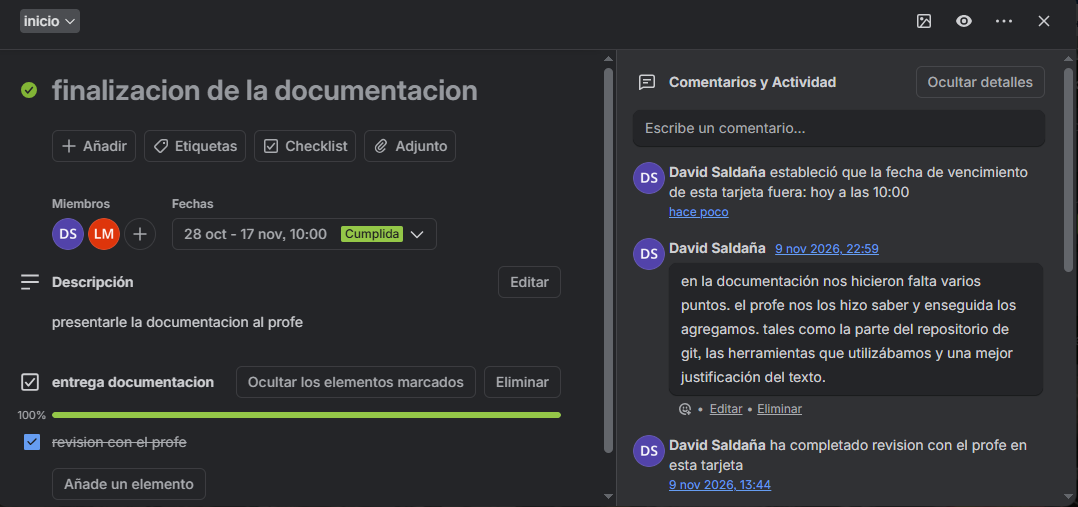 inicio
finalizacion de la documentacion
Añadir
Etiquetas
Checklist
Adjunto
Miembros
Fechas
DS
LM
28 oct - 17 nov, 10:00
Cumplida
Descripción
Editar
presentarle la documentacion al profe
entrega documentacion
Ocultar los elementos marcados
Eliminar
100%
revision con el profe
Añade un elemento
Comentarios y Actividad
Ocultar detalles
Escribe un comentario...
DS
David Saldaña estableció que la fecha de vencimiento
de esta tarjeta fuera: hoy a las 10:00
hace poco
DS
David Saldaña 9 nov 2026, 22:59
en la documentación nos hicieron falta varios
puntos. el profe nos los hizo saber y enseguida los
agregamos. tales como la parte del repositorio de
git, las herramientas que utilizábamos y una mejor
justificación del texto.
• Editar • Eliminar
DS
David Saldaña ha completado revision con el profe en
esta tarjeta
9 nov 2026, 13:44